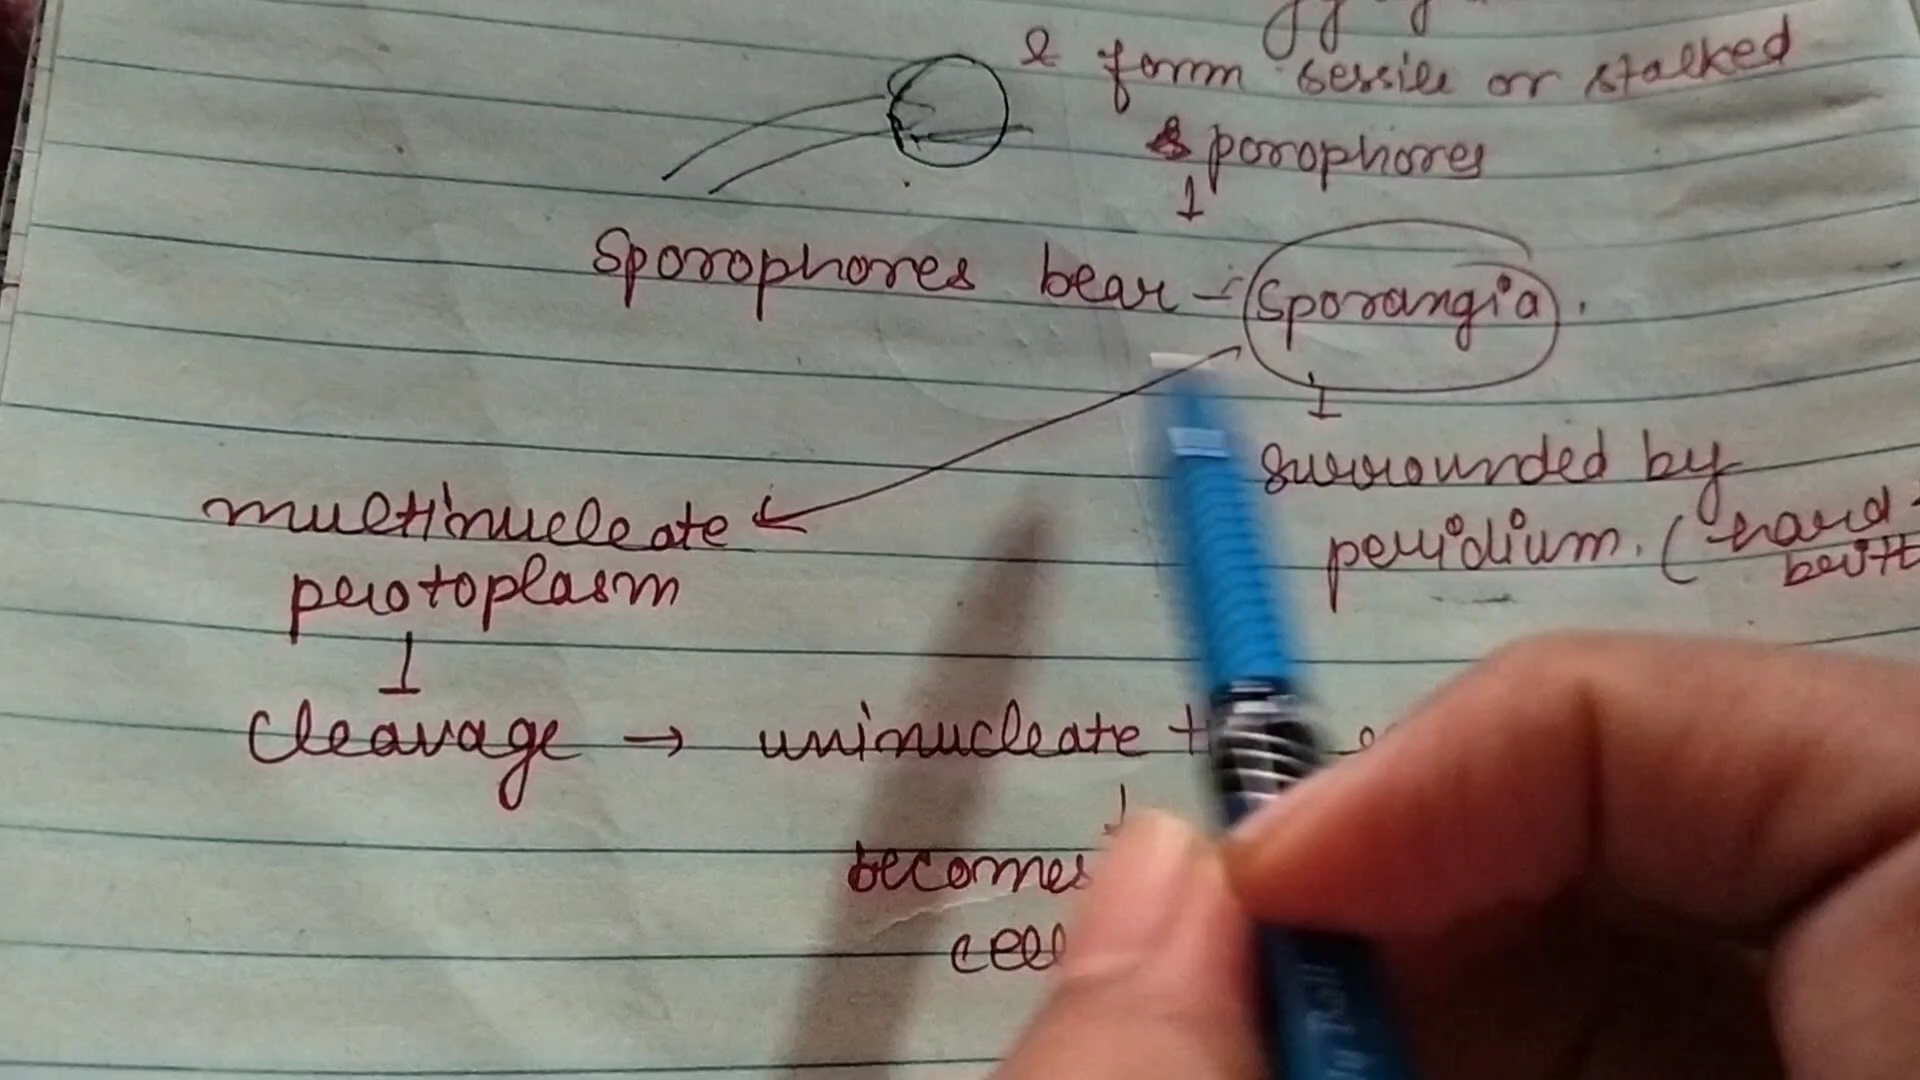 & form sessile or stalked
sporophores
Sporophores bear - Sporangia.
surrounded by
multinucleate
peridium. (hard
protoplasm
cleavage → uninucleate
becomes